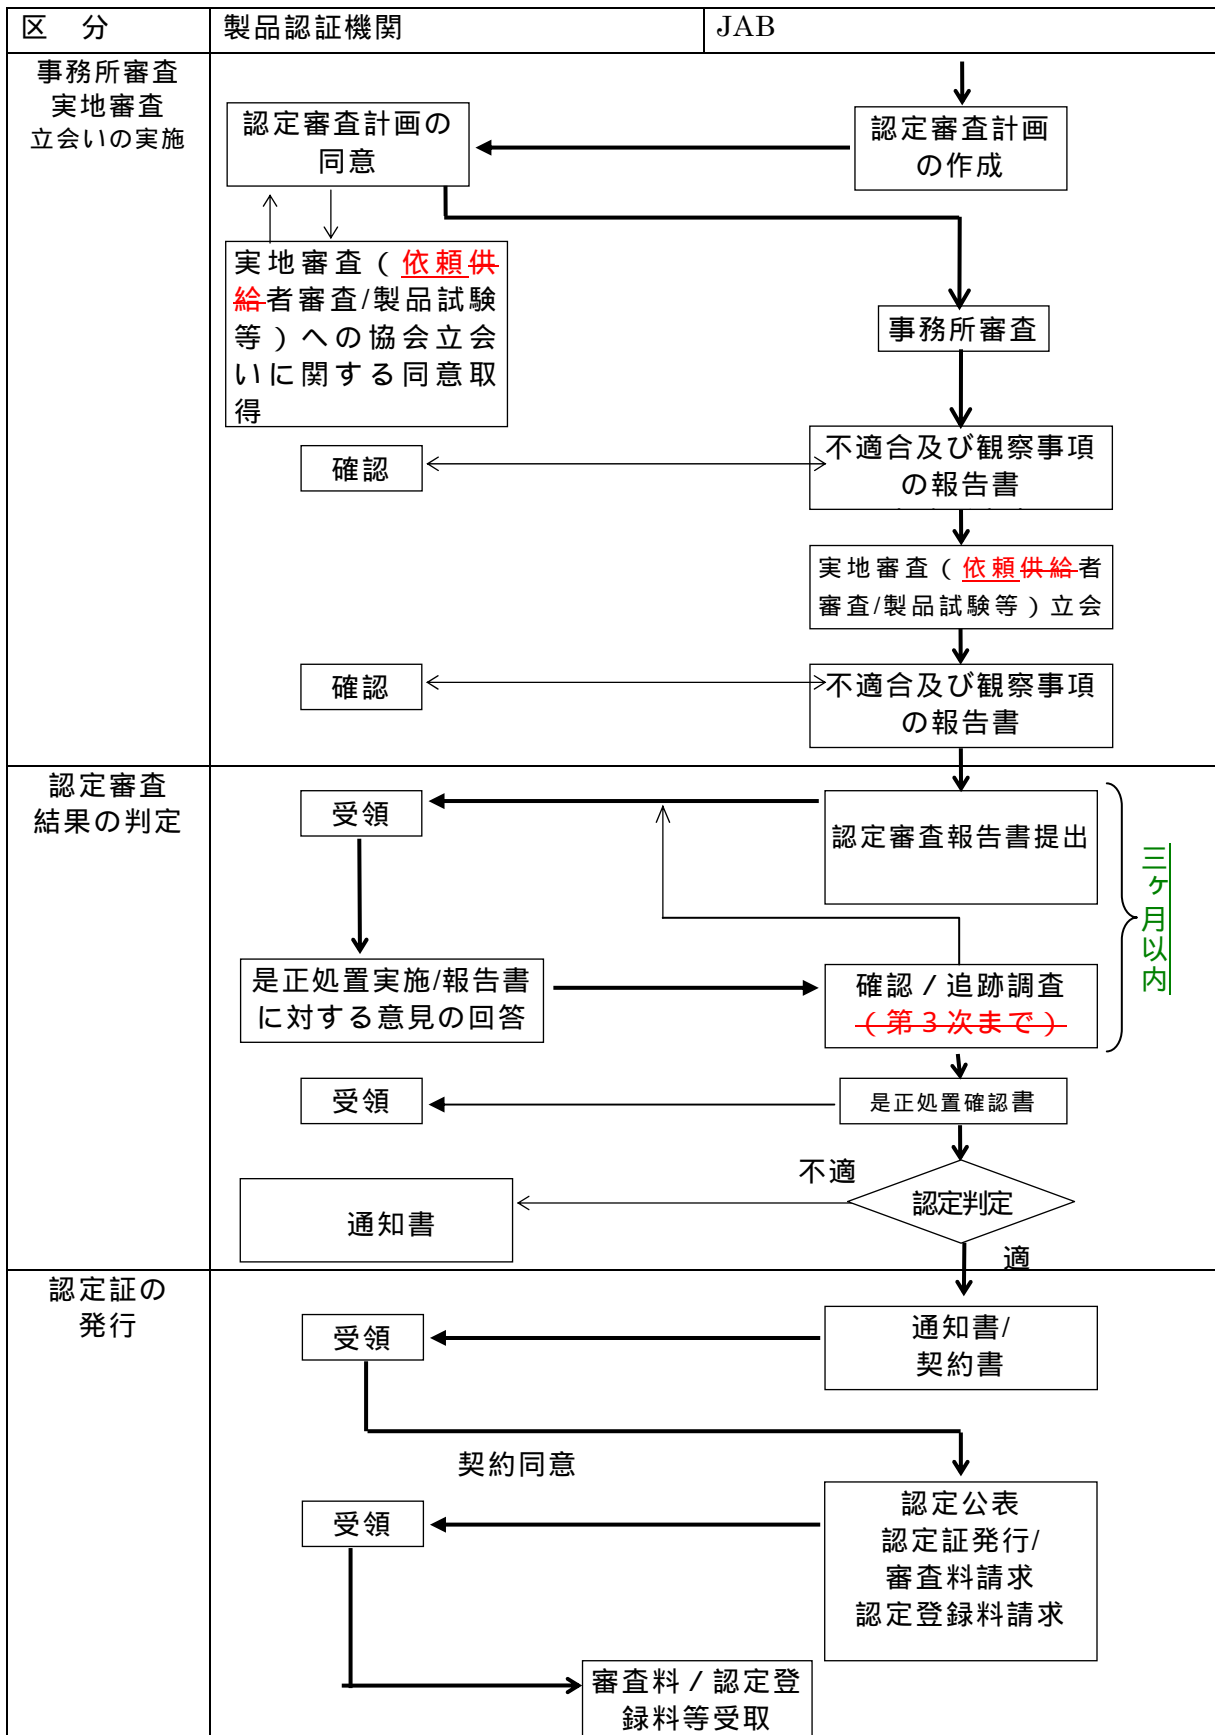 区　分
製品認証機関
JAB
事務所審査
実地審査
立会いの実施
認定審査計画
の作成
認定審査計画の
同意
実地審査（依頼供
給者審査/製品試験
等）への協会立会
いに関する同意取
得
事務所審査
不適合及び観察事項
の報告書
確認
実地審査（依頼供給者
審査/製品試験等）立会
不適合及び観察事項
の報告書
確認
認定審査
結果の判定
受領
認定審査報告書提出
三ヶ月以内
是正処置実施/報告書
に対する意見の回答
確認／追跡調査
（第３次まで）
受領
是正処置確認書
不適
認定判定
通知書
適
認定証の
発行
受領
通知書/
契約書
契約同意
受領
認定公表
認定証発行/
審査料請求
認定登録料請求
審査料／認定登
録料等受取